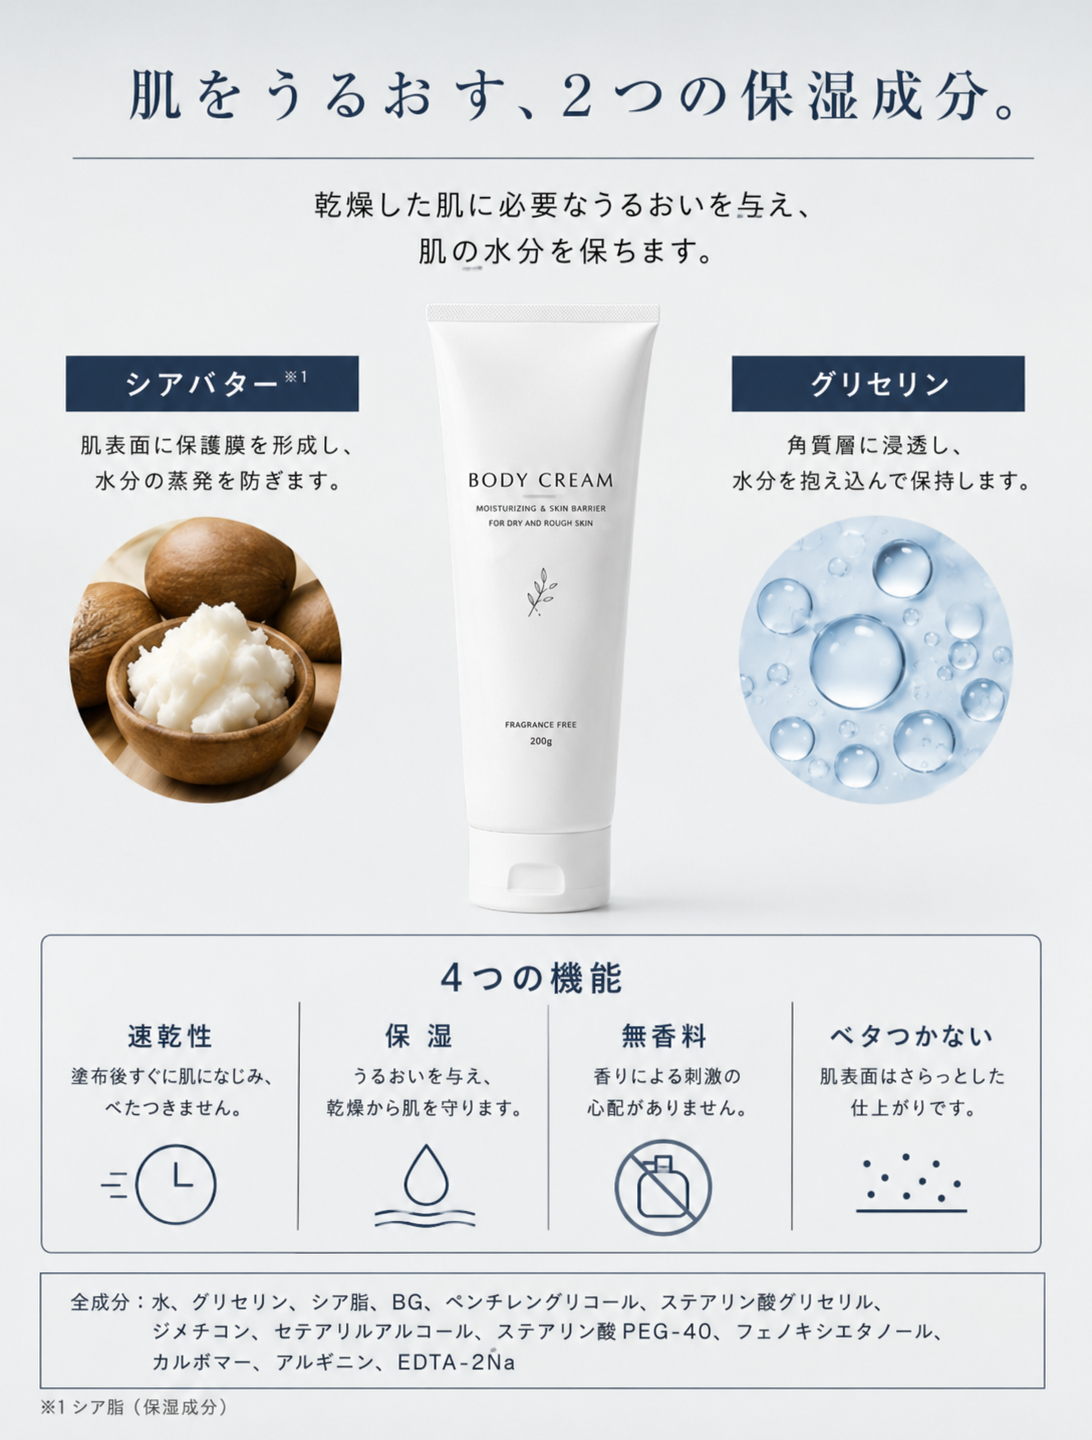 肌をうるおす、2つの保湿成分。
乾燥した肌に必要なうるおいを与え、
肌の水分を保ちます。
シアバター※1
肌表面に保護膜を形成し、
水分の蒸発を防ぎます。
グリセリン
角質層に浸透し、
水分を抱え込んで保持します。
BODY CREAM
MOISTURIZING & SKIN BARRIER
FOR DRY AND ROUGH SKIN
FRAGRANCE FREE
200g
4つの機能
速乾性
塗布後すぐに肌になじみ、
べたつきません。
保 湿
うるおいを与え、
乾燥から肌を守ります。
無香料
香りによる刺激の
心配がありません。
ベタつかない
肌表面はさらっとした
仕上がりです。
全成分：水、グリセリン、シア脂、BG、ペンチレングリコール、ステアリン酸グリセリル、
ジメチコン、セテアリルアルコール、ステアリン酸 PEG-40、フェノキシエタノール、
カルボマー、アルギニン、EDTA-2Na
※1 シア脂（保湿成分）